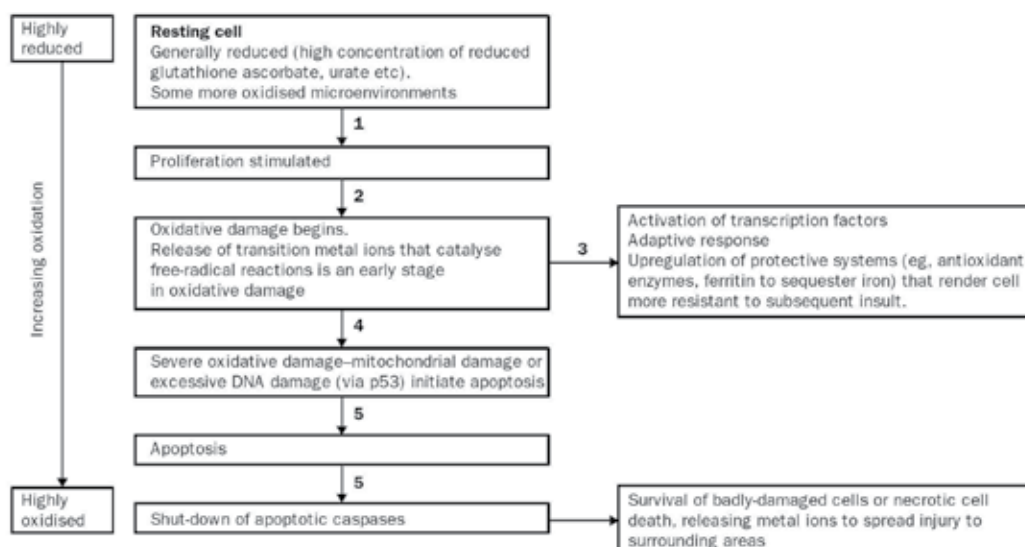 Highly
reduced
Increasing oxidation
Highly
oxidised
Resting cell
Generally reduced (high concentration of reduced
glutathione ascorbate, urate etc).
Some more oxidised microenvironments
1
Proliferation stimulated
2
Oxidative damage begins.
Release of transition metal ions that catalyse
free-radical reactions is an early stage
in oxidative damage
3
Activation of transcription factors
Adaptive response
Upregulation of protective systems (eg, antioxidant
enzymes, ferritin to sequester iron) that render cell
more resistant to subsequent insult.
4
Severe oxidative damage–mitochondrial damage or
excessive DNA damage (via p53) initiate apoptosis
5
Apoptosis
5
Shut-down of apoptotic caspases
Survival of badly-damaged cells or necrotic cell
death, releasing metal ions to spread injury to
surrounding areas